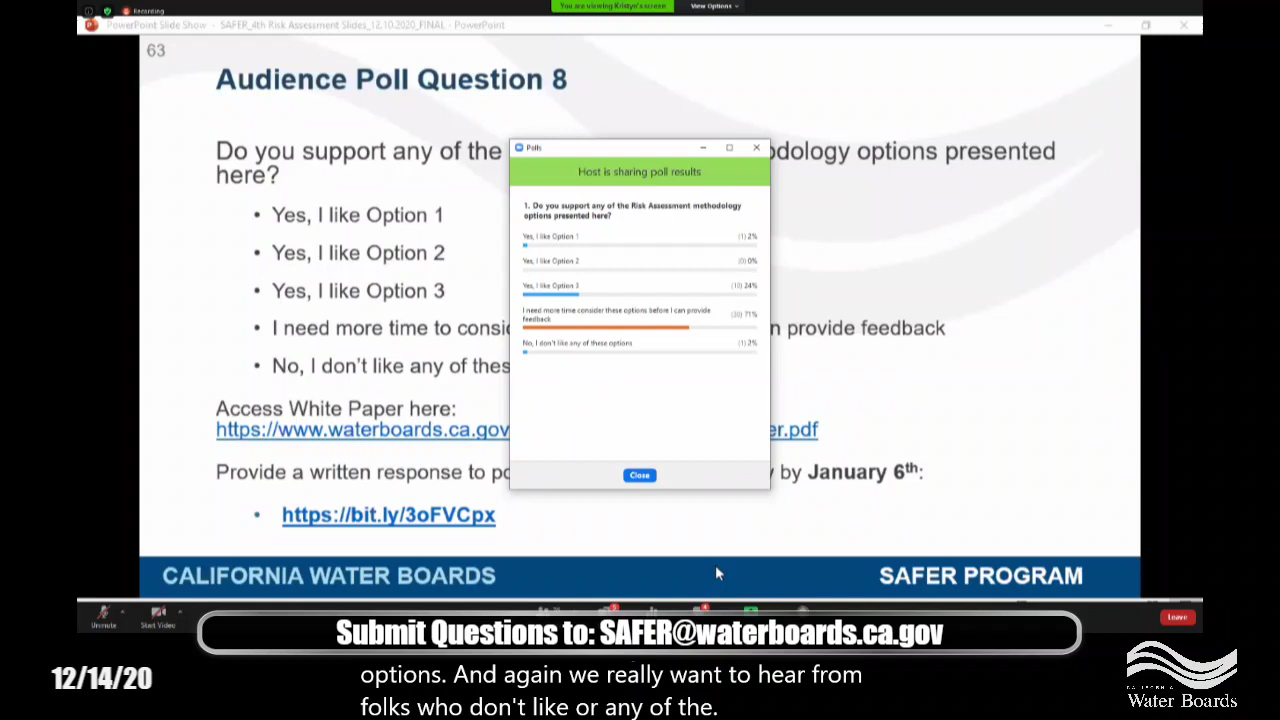 Recording
You are viewing Kristyn's screen
View Options
PowerPoint Slide Show - SAFER_4th Risk Assessment Slides_12.10.2020_FINAL - PowerPoint
63
Audience Poll Question 8
Do you support any of the
odology options presented
here?
• Yes, I like Option 1
• Yes, I like Option 2
• Yes, I like Option 3
• I need more time to consi
n provide feedback
• No, I don't like any of thes
Access White Paper here:
https://www.waterboards.ca.gov
er.pdf
Provide a written response to po
y by January 6th:
• https://bit.ly/3oFVCpx
Polls
Host is sharing poll results
1. Do you support any of the Risk Assessment methodology
options presented here?
Yes, I like Option 1 (1) 2%
Yes, I like Option 2 (0) 0%
Yes, I like Option 3 (10) 24%
I need more time consider these options before I can provide
feedback (30) 71%
No, I don't like any of these options (1) 2%
Close
CALIFORNIA WATER BOARDS
SAFER PROGRAM
Unmute
Start Video
Leave
Submit Questions to: SAFER@waterboards.ca.gov
12/14/20
options. And again we really want to hear from
folks who don't like or any of the.
CALIFORNIA
Water Boards